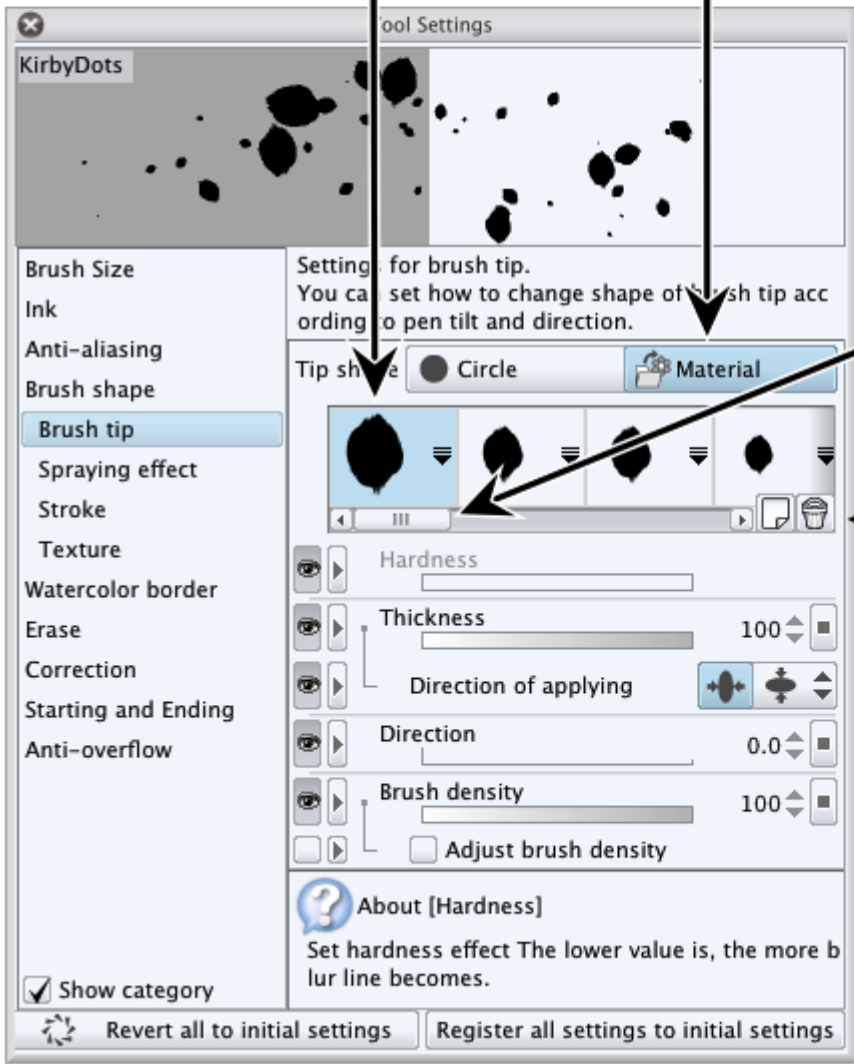 ool Settings
KirbyDots
Brush Size
Ink
Anti-aliasing
Brush shape
Brush tip
Spraying effect
Stroke
Texture
Watercolor border
Erase
Correction
Starting and Ending
Anti-overflow
Show category
Settings for brush tip.
You can set how to change shape of brush tip acc
ording to pen tilt and direction.
Tip shape Circle Material
Hardness
Thickness 100
Direction of applying
Direction 0.0
Brush density 100
Adjust brush density
About [Hardness]
Set hardness effect The lower value is, the more b
lur line becomes.
Revert all to initial settings Register all settings to initial settings